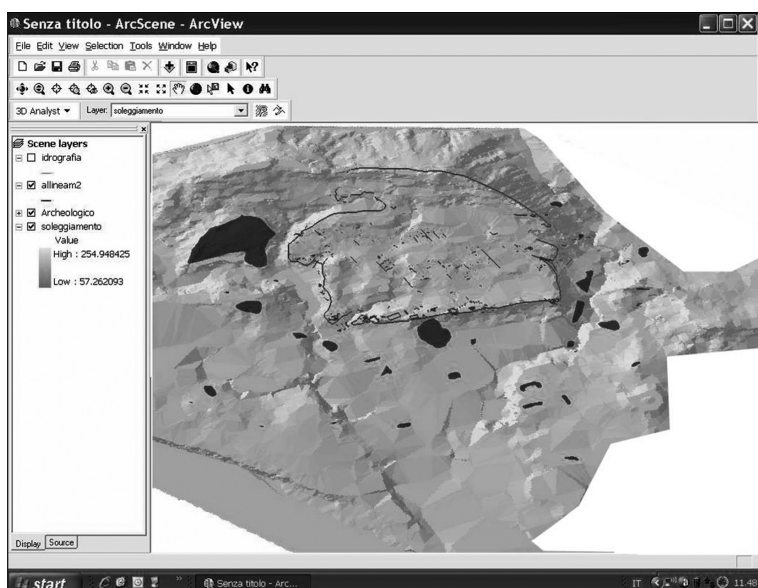 Senza titolo - ArcScene - ArcView
File Edit View Selection Tools Window Help
3D Analyst Layer: soleggiamento
Scene layers
idrografia
allineam2
Archeologico
soleggiamento
Value
High : 254.948425
Low : 57.262093
Display Source
start Senza titolo - Arc... IT 11.48